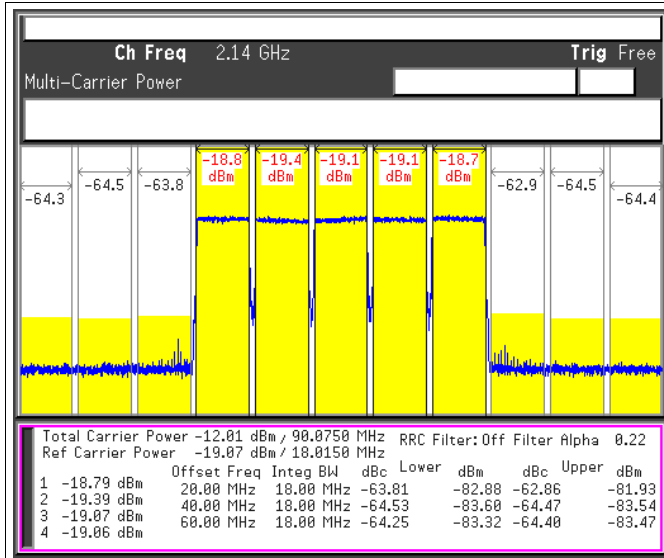 Ch Freq 2.14 GHz Trig Free
Multi-Carrier Power
-18.8 dBm
-19.4 dBm
-19.1 dBm
-19.1 dBm
-18.7 dBm
-64.3
-64.5
-63.8
-62.9
-64.5
-64.4
Total Carrier Power -12.01 dBm/ 90.0750 MHz RRC Filter: Off Filter Alpha 0.22
Ref Carrier Power -19.07 dBm/ 18.0150 MHz
Offset Freq Integ BW dBc Lower dBm dBc Upper dBm
1 -18.79 dBm 20.00 MHz 18.00 MHz -63.81 -82.88 -62.86 -81.93
2 -19.39 dBm 40.00 MHz 18.00 MHz -64.53 -83.60 -64.47 -83.54
3 -19.07 dBm 60.00 MHz 18.00 MHz -64.25 -83.32 -64.40 -83.47
4 -19.06 dBm